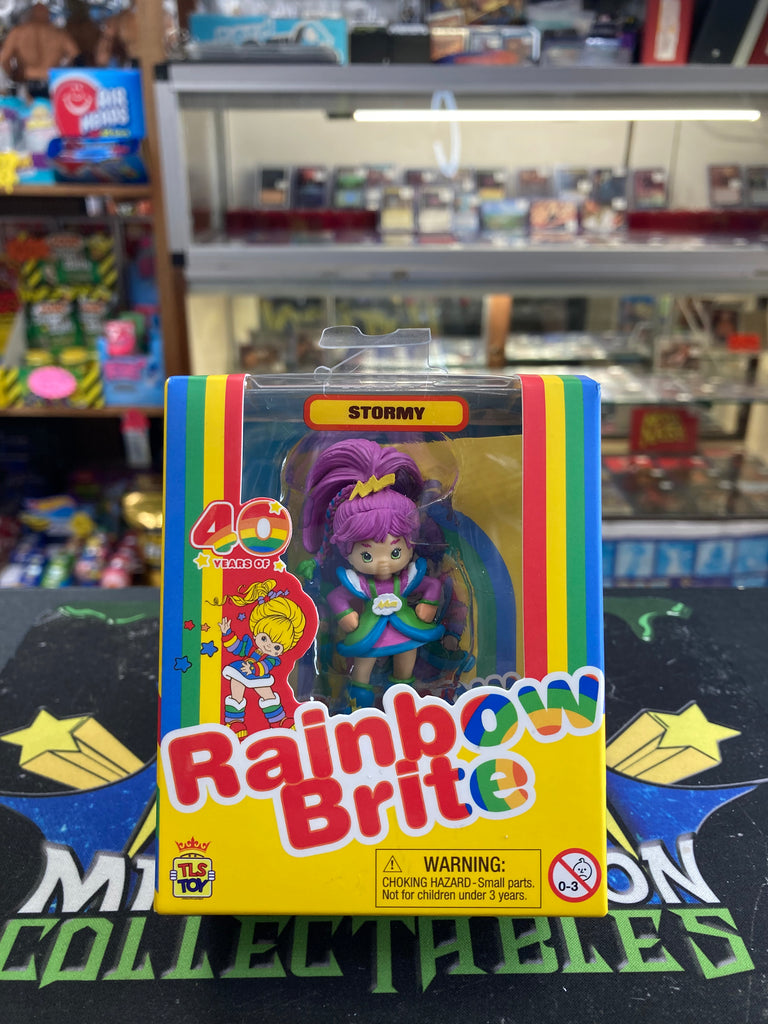 AIR
HEADS
STORMY
40
YEARS OF
Rainbow
Brite
TLS
TOY
WARNING:
CHOKING HAZARD - Small parts.
Not for children under 3 years.
0-3
COLLECTABLES